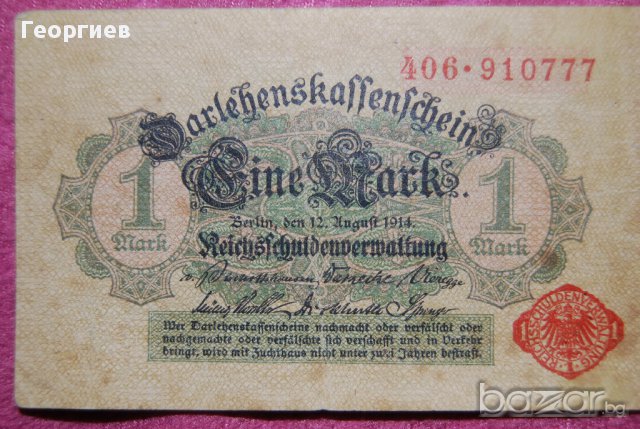 Георгиев
406·910777
Darlehenskassenschein
Eine Mark.
1 Mark
1 Mark
Berlin, den 12. August 1914.
Reichsschuldenverwaltung
Wer Darlehenskassenscheine nachmacht oder verfälscht oder
nachgemachte oder verfälschte sich verschafft und in Verkehr
bringt, wird mit Zuchthaus nicht unter zwei Jahren bestraft.
REICHSSCHULDENVERWALTUNG
bazar.bg